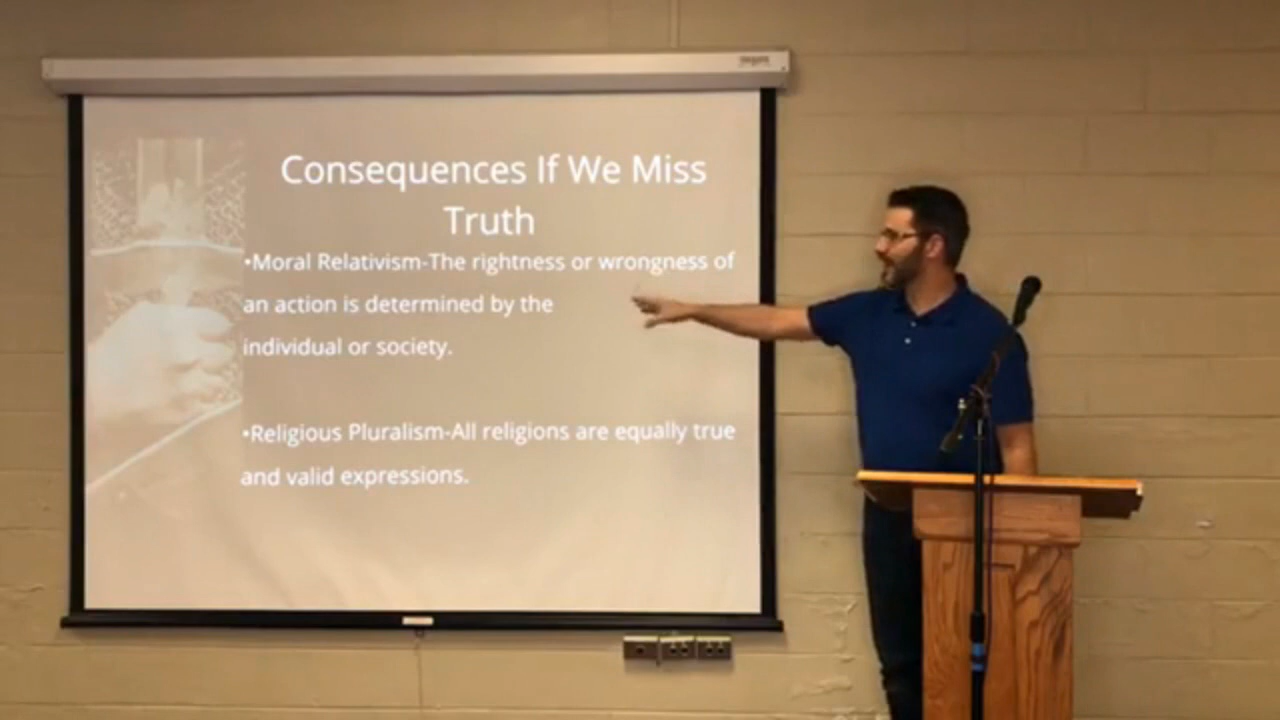 Consequences If We Miss
Truth
•Moral Relativism-The rightness or wrongness of
an action is determined by the
individual or society.
•Religious Pluralism-All religions are equally true
and valid expressions.